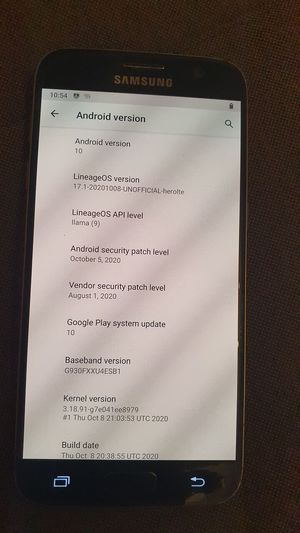 SAMSUNG
10:54
Android version
Android version
10
LineageOS version
17.1-20201008-UNOFFICIAL-herolte
LineageOS API level
llama (9)
Android security patch level
October 5, 2020
Vendor security patch level
August 1, 2020
Google Play system update
10
Baseband version
G930FXXU4ESB1
Kernel version
3.18.91-g7e041ee8979
#1 Thu Oct 8 21:03:53 UTC 2020
Build date
Thu Oct 8 20:38:55 UTC 2020